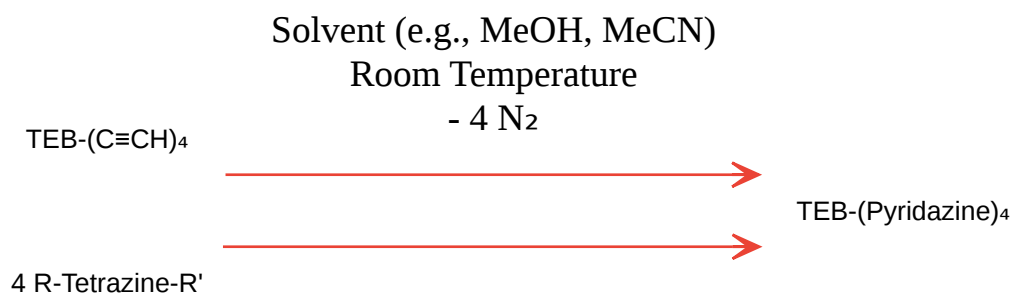 Solvent (e.g., MeOH, MeCN)
Room Temperature
- 4 N₂
TEB-(C≡CH)₄
TEB-(Pyridazine)₄
4 R-Tetrazine-R'